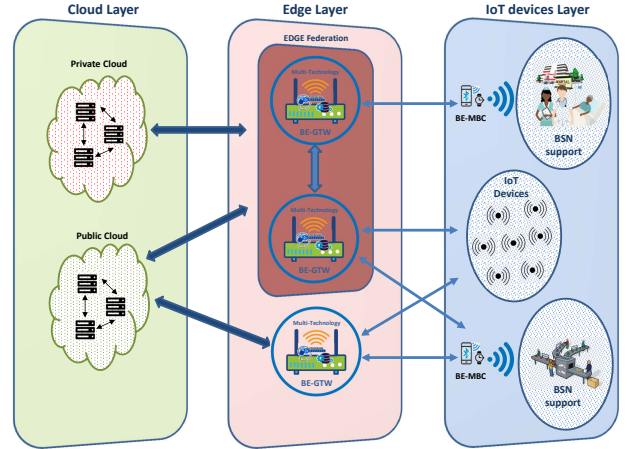 Cloud Layer
Edge Layer
IoT devices Layer
Private Cloud
Public Cloud
EDGE Federation
Multi-Technology
BE-GTW
Multi-Technology
BE-GTW
Multi-Technology
BE-GTW
BE-MBC
BSN
support
IoT
Devices
BE-MBC
BSN
support